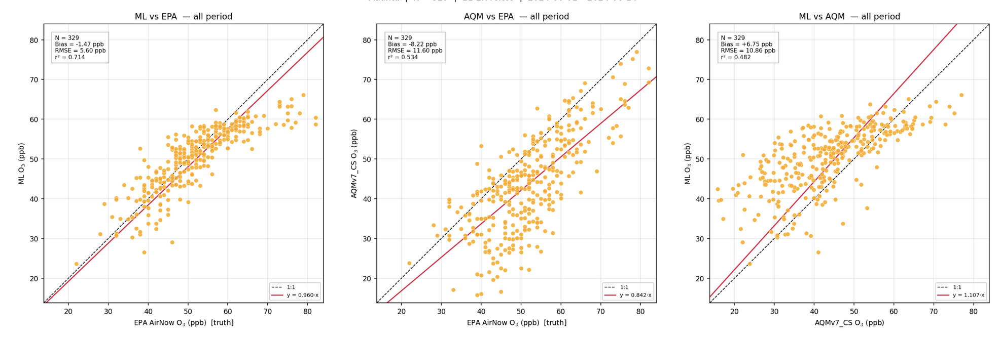 ML vs EPA — all period
N = 329
Bias = -1.47 ppb
RMSE = 5.60 ppb
r² = 0.714
80
70
60
50
40
30
20
ML O₃ (ppb)
20 30 40 50 60 70 80
EPA AirNow O₃ (ppb) [truth]
1:1
y = 0.960·x
AQM vs EPA — all period
N = 329
Bias = -8.22 ppb
RMSE = 11.60 ppb
r² = 0.534
80
70
60
50
40
30
20
AQMv7_CS O₃ (ppb)
20 30 40 50 60 70 80
EPA AirNow O₃ (ppb) [truth]
1:1
y = 0.842·x
ML vs AQM — all period
N = 329
Bias = +6.75 ppb
RMSE = 10.86 ppb
r² = 0.482
80
70
60
50
40
30
20
ML O₃ (ppb)
20 30 40 50 60 70 80
AQMv7_CS O₃ (ppb)
1:1
y = 1.107·x